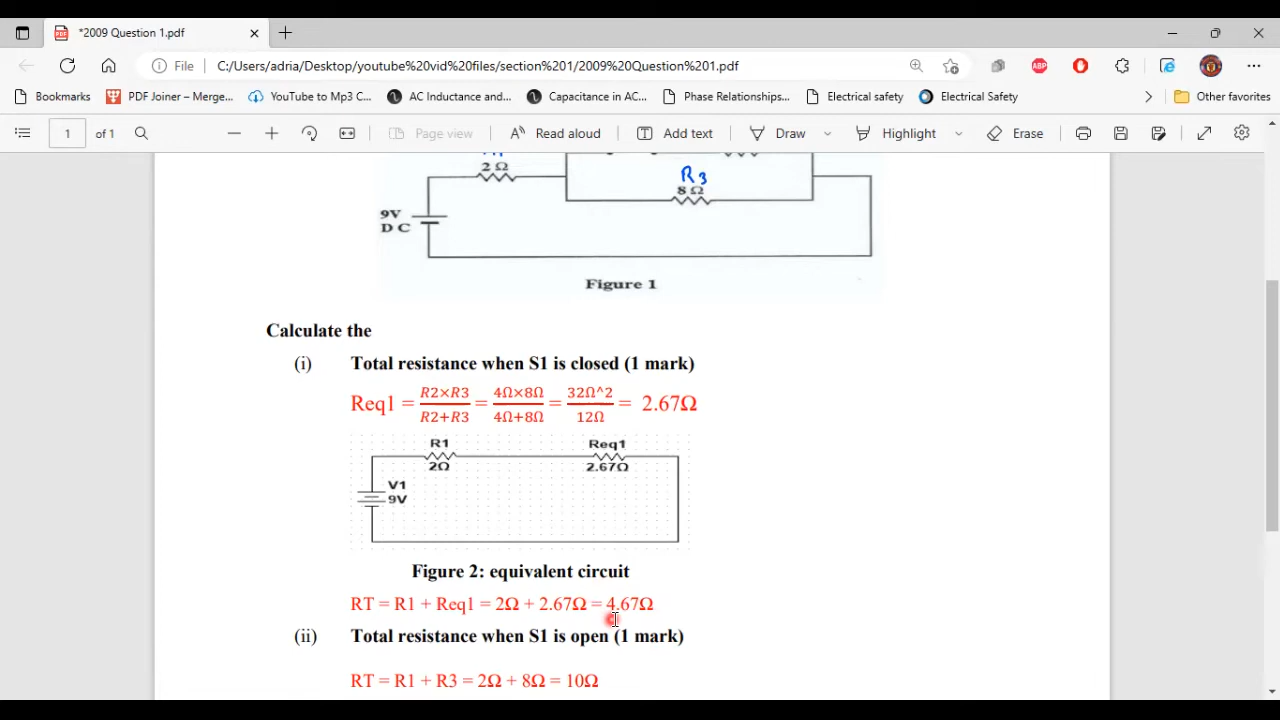 *2009 Question 1.pdf
File
C:/Users/adria/Desktop/youtube%20vid%20files/section%201/2009%20Question%201.pdf
ABP
Bookmarks
PDF Joiner – Merge...
YouTube to Mp3 C...
AC Inductance and...
Capacitance in AC...
Phase Relationships...
Electrical safety
Electrical Safety
Other favorites
1
of 1
Page view
Read aloud
Add text
Draw
Highlight
Erase
2 Ω
R3
8 Ω
9V
D C
Figure 1
Calculate the
(i) Total resistance when S1 is closed (1 mark)
Req1 = R2×R3/R2+R3 = 4Ω×8Ω/4Ω+8Ω = 32Ω^2/12Ω = 2.67Ω
R1
Req1
2Ω
2.67Ω
V1
9V
Figure 2: equivalent circuit
RT = R1 + Req1 = 2Ω + 2.67Ω = 4.67Ω
(ii) Total resistance when S1 is open (1 mark)
RT = R1 + R3 = 2Ω + 8Ω = 10Ω